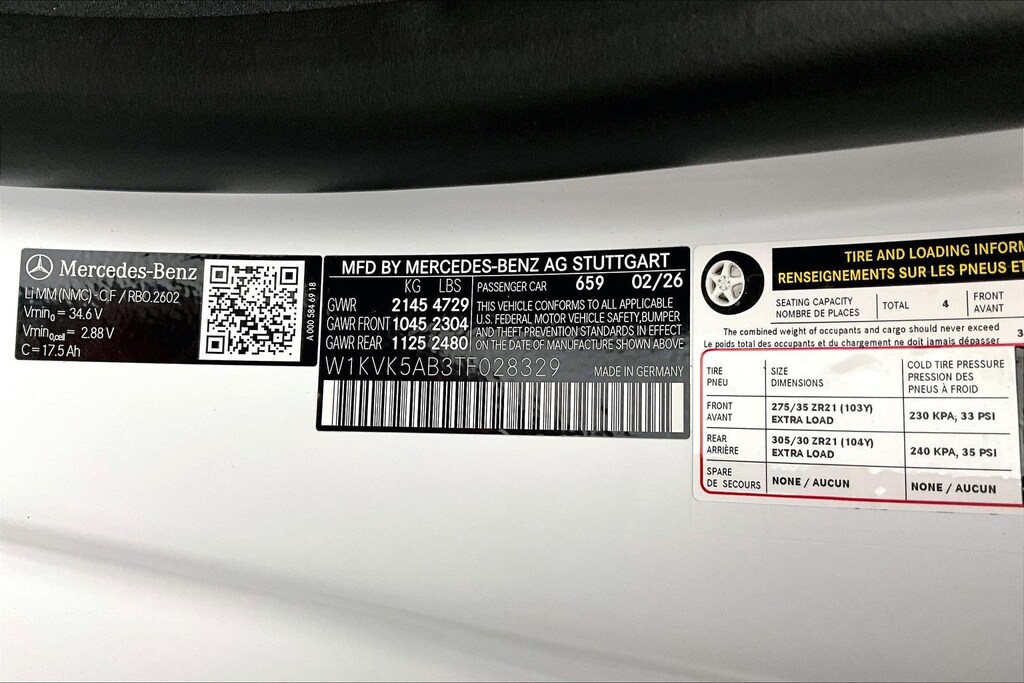 Mercedes-Benz
Li MM (NMC) - C,F / RBO.2602
Vmin₀ = 34.6 V
Vmin₀,cell = 2.88 V
C = 17.5 Ah
A 000 584 69 18
MFD BY MERCEDES-BENZ AG STUTTGART
KG LBS PASSENGER CAR 659 02/26
GVWR 2145 4729
GAWR FRONT 1045 2304
GAWR REAR 1125 2480
THIS VEHICLE CONFORMS TO ALL APPLICABLE
U.S. FEDERAL MOTOR VEHICLE SAFETY, BUMPER
AND THEFT PREVENTION STANDARDS IN EFFECT
ON THE DATE OF MANUFACTURE SHOWN ABOVE
W1KVK5AB3TF028329 MADE IN GERMANY
TIRE AND LOADING INFORM
RENSEIGNEMENTS SUR LES PNEUS ET
SEATING CAPACITY
NOMBRE DE PLACES
TOTAL 4
FRONT
AVANT
The combined weight of occupants and cargo should never exceed
Le poids total des occupants et du chargement ne doit jamais dépasser
3
TIRE
PNEU
SIZE
DIMENSIONS
COLD TIRE PRESSURE
PRESSION DES
PNEUS À FROID
FRONT
AVANT
275/35 ZR21 (103Y)
EXTRA LOAD
230 KPA, 33 PSI
REAR
ARRIÈRE
305/30 ZR21 (104Y)
EXTRA LOAD
240 KPA, 35 PSI
SPARE
DE SECOURS
NONE / AUCUN
NONE / AUCUN